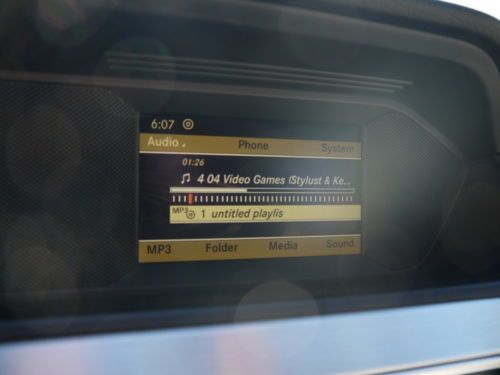 6:07
Audio Phone System
01:26
4 04 Video Games (Stylust & Ke...
MP3 1 untitled playlis
MP3 Folder Media Sound